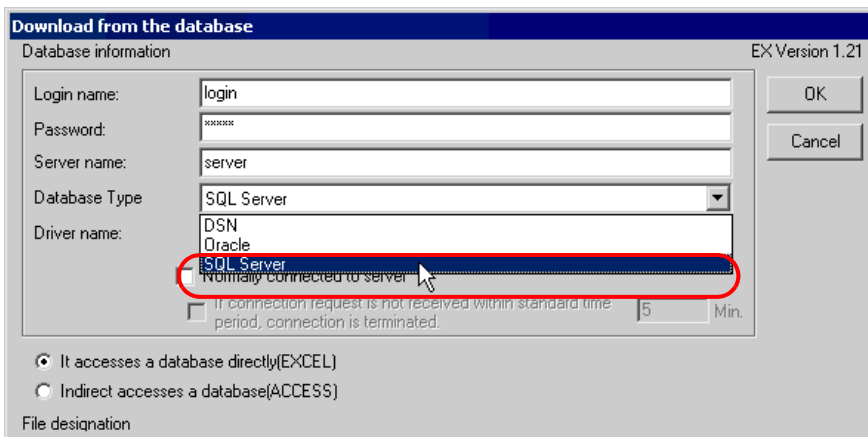 Download from the database
Database information
EX Version 1.21
Login name:
login
OK
Password:
×××××
Cancel
Server name:
server
Database Type
SQL Server
Driver name:
DSN
Oracle
SQL Server
Normally connected to server
If connection request is not received within standard time
period, connection is terminated.
5
Min.
It accesses a database directly(EXCEL)
Indirect accesses a database(ACCESS)
File designation